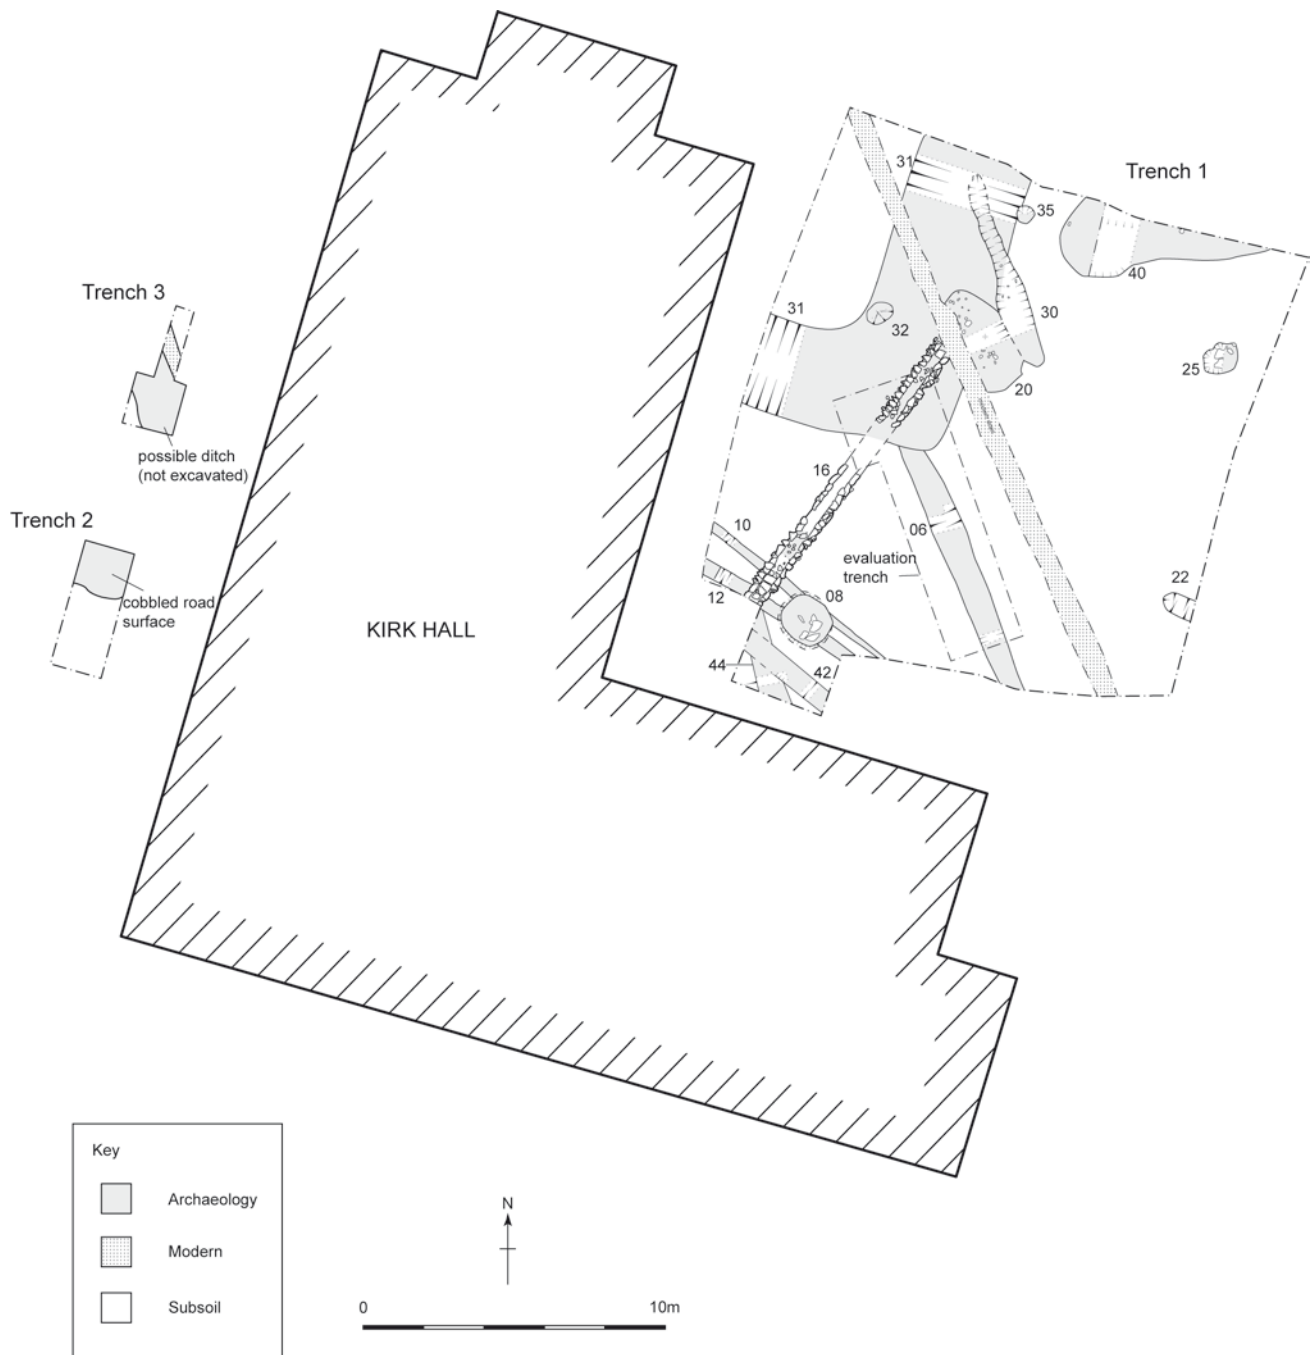 Trench 1
31
35
40
30
32
31
25
20
Trench 3
possible ditch
(not excavated)
16
Trench 2
10
06
evaluation
trench
22
12
08
cobbled road
surface
KIRK HALL
44
42
Key
Archaeology
Modern
Subsoil
N
0
10m